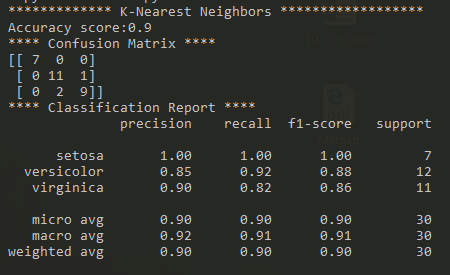 ************* K-Nearest Neighbors ******************
Accuracy score:0.9
**** Confusion Matrix ****
[[ 7  0  0]
 [ 0 11  1]
 [ 0  2  9]]
**** Classification Report ****
              precision    recall  f1-score   support

      setosa       1.00      1.00      1.00         7
  versicolor       0.85      0.92      0.88        12
   virginica       0.90      0.82      0.86        11

   micro avg       0.90      0.90      0.90        30
   macro avg       0.92      0.91      0.91        30
weighted avg       0.90      0.90      0.90        30